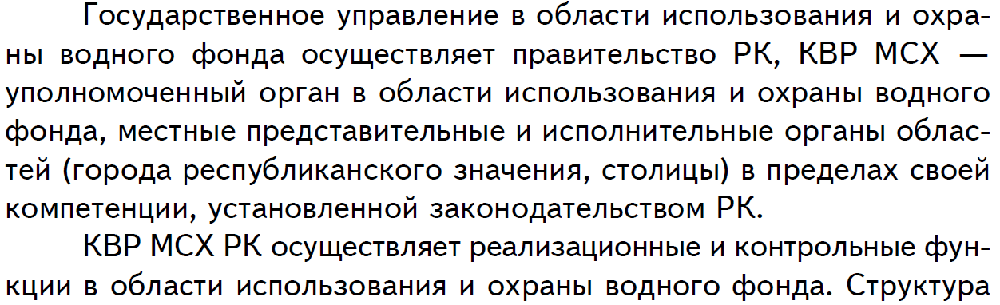 Государственное управление в области использования и охра-
ны водного фонда осуществляет правительство РК, КВР МСХ —
уполномоченный орган в области использования и охраны водного
фонда, местные представительные и исполнительные органы облас-
тей (города республиканского значения, столицы) в пределах своей
компетенции, установленной законодательством РК.
КВР МСХ РК осуществляет реализационные и контрольные фун-
кции в области использования и охраны водного фонда. Структура